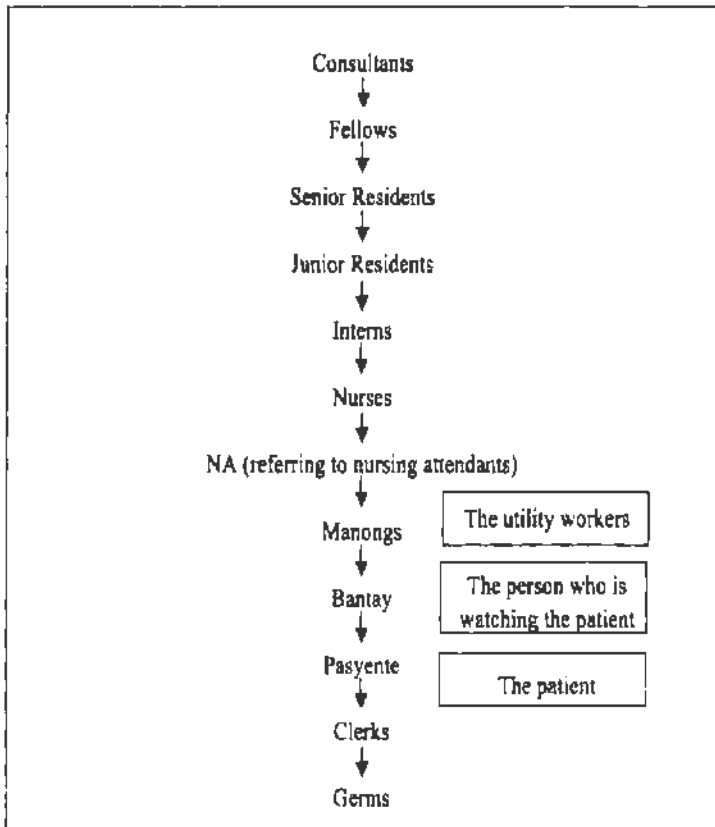 Consultants
Fellows
Senior Residents
Junior Residents
Interns
Nurses
NA (referring to nursing attendants)
Manongs
The utility workers
Bantay
The person who is
watching the patient
Pasyente
The patient
Clerks
Germs